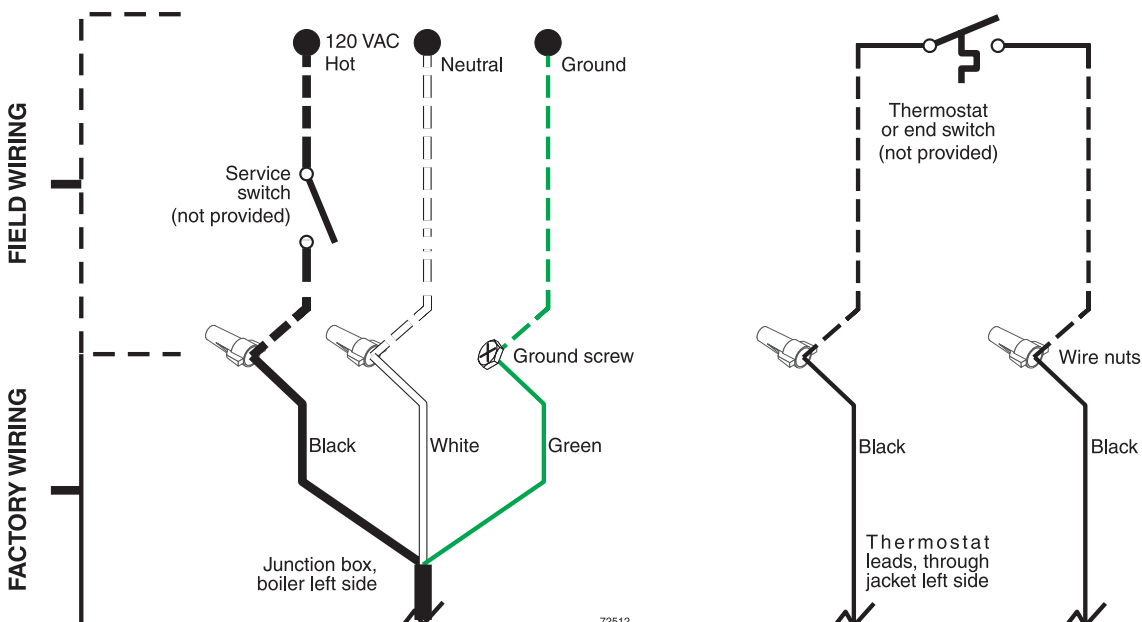 FIELD WIRING
FACTORY WIRING
120 VAC
Hot
Neutral
Ground
Service
switch
(not provided)
Ground screw
Black
White
Green
Junction box,
boiler left side
Thermostat
or end switch
(not provided)
Wire nuts
Black
Black
Thermostat
leads, through
jacket left side